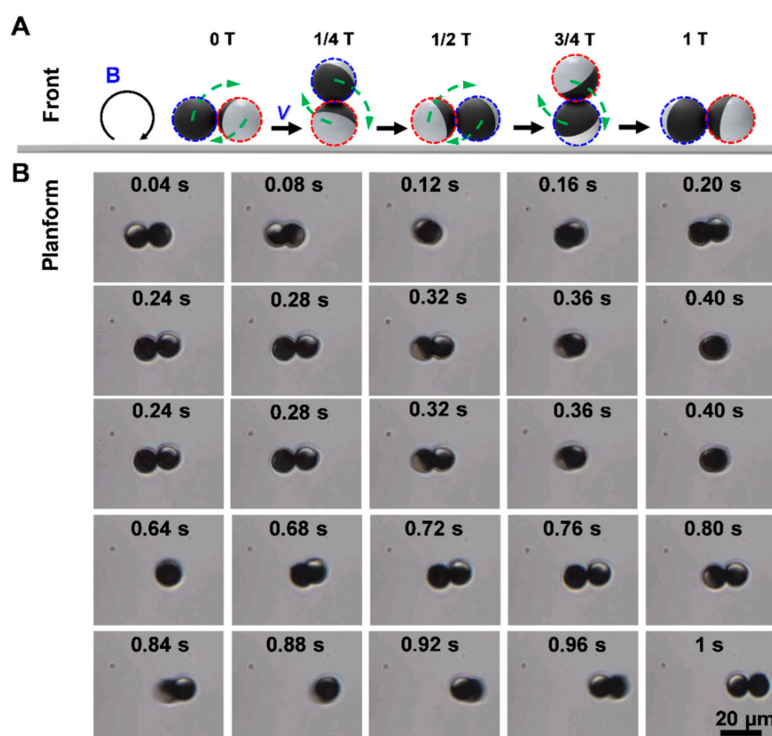 A
0 T 1/4 T 1/2 T 3/4 T 1 T
Front
B
V
B
Planform
0.04 s 0.08 s 0.12 s 0.16 s 0.20 s
0.24 s 0.28 s 0.32 s 0.36 s 0.40 s
0.24 s 0.28 s 0.32 s 0.36 s 0.40 s
0.64 s 0.68 s 0.72 s 0.76 s 0.80 s
0.84 s 0.88 s 0.92 s 0.96 s 1 s
20 µm